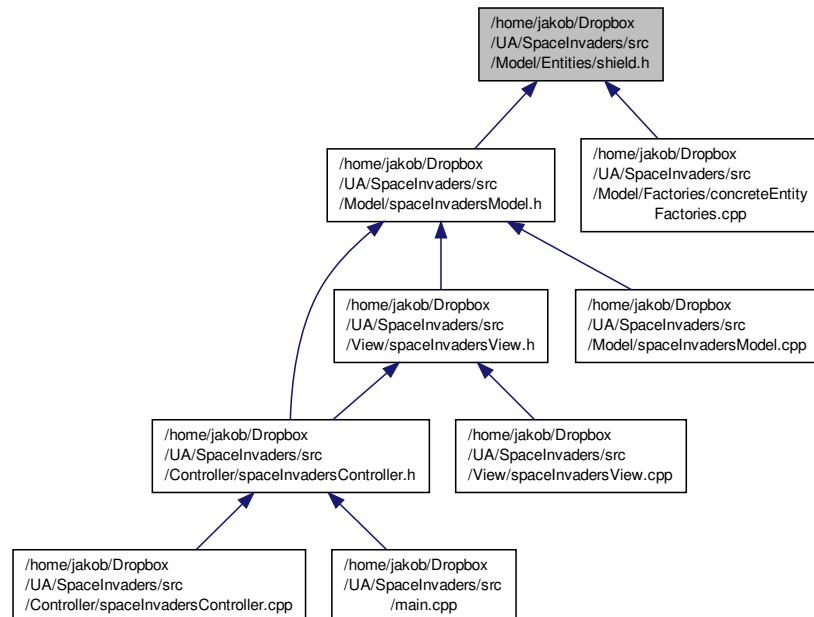 /home/jakob/Dropbox
/UA/SpaceInvaders/src
/Model/Entities/shield.h
/home/jakob/Dropbox
/UA/SpaceInvaders/src
/Model/spaceInvadersModel.h
/home/jakob/Dropbox
/UA/SpaceInvaders/src
/Model/Factories/concreteEntity
Factories.cpp
/home/jakob/Dropbox
/UA/SpaceInvaders/src
/View/spaceInvadersView.h
/home/jakob/Dropbox
/UA/SpaceInvaders/src
/Model/spaceInvadersModel.cpp
/home/jakob/Dropbox
/UA/SpaceInvaders/src
/Controller/spaceInvadersController.h
/home/jakob/Dropbox
/UA/SpaceInvaders/src
/View/spaceInvadersView.cpp
/home/jakob/Dropbox
/UA/SpaceInvaders/src
/Controller/spaceInvadersController.cpp
/home/jakob/Dropbox
/UA/SpaceInvaders/src
/main.cpp